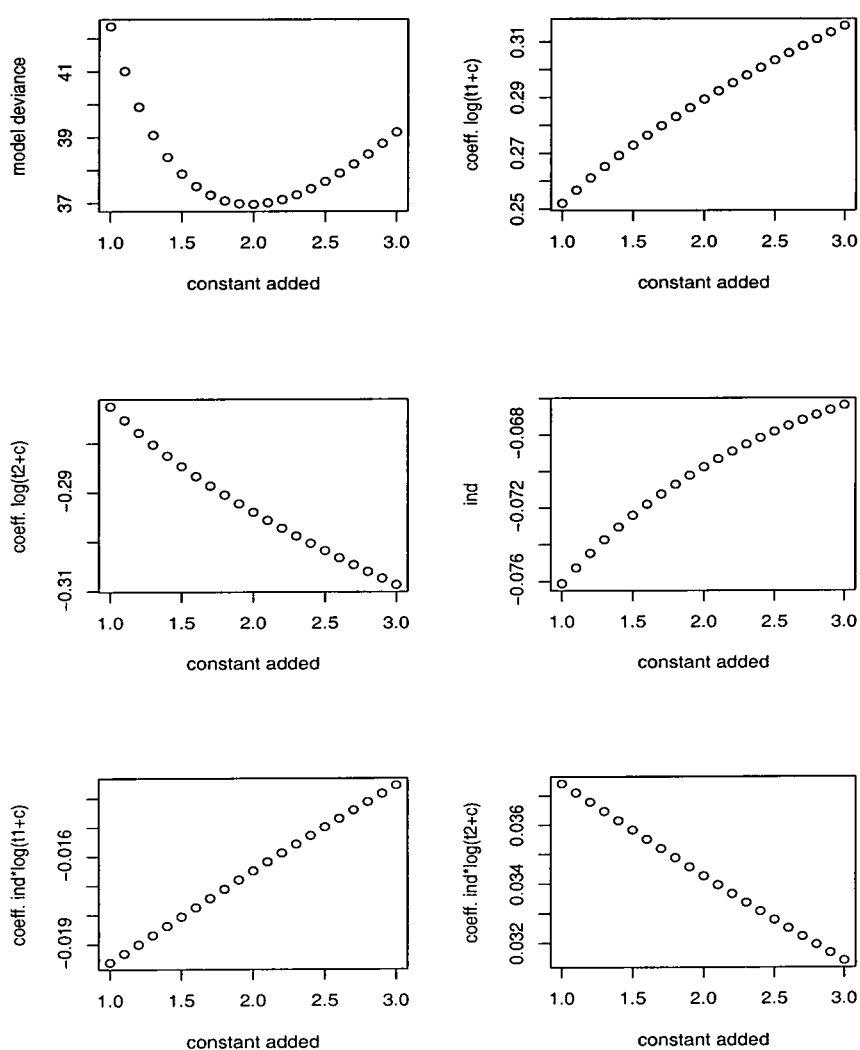 model deviance
41
39
37
1.0 1.5 2.0 2.5 3.0
constant added
coeff. log(t1+c)
0.31
0.29
0.27
0.25
1.0 1.5 2.0 2.5 3.0
constant added
coeff. log(t2+c)
-0.29
-0.31
1.0 1.5 2.0 2.5 3.0
constant added
ind
-0.068
-0.072
-0.076
1.0 1.5 2.0 2.5 3.0
constant added
coeff. ind*log(t1+c)
-0.016
-0.019
1.0 1.5 2.0 2.5 3.0
constant added
coeff. ind*log(t2+c)
0.036
0.034
0.032
1.0 1.5 2.0 2.5 3.0
constant added